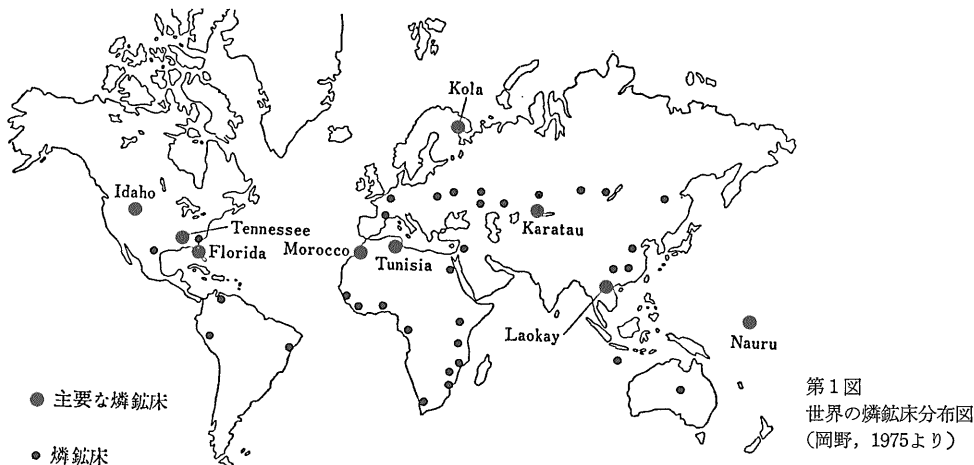 Kola
Idaho
Tennessee
Florida
Morocco
Tunisia
Karatau
Laokay
Nauru
主要な燐鉱床
燐鉱床
第1図
世界の燐鉱床分布図
(岡野, 1975より)